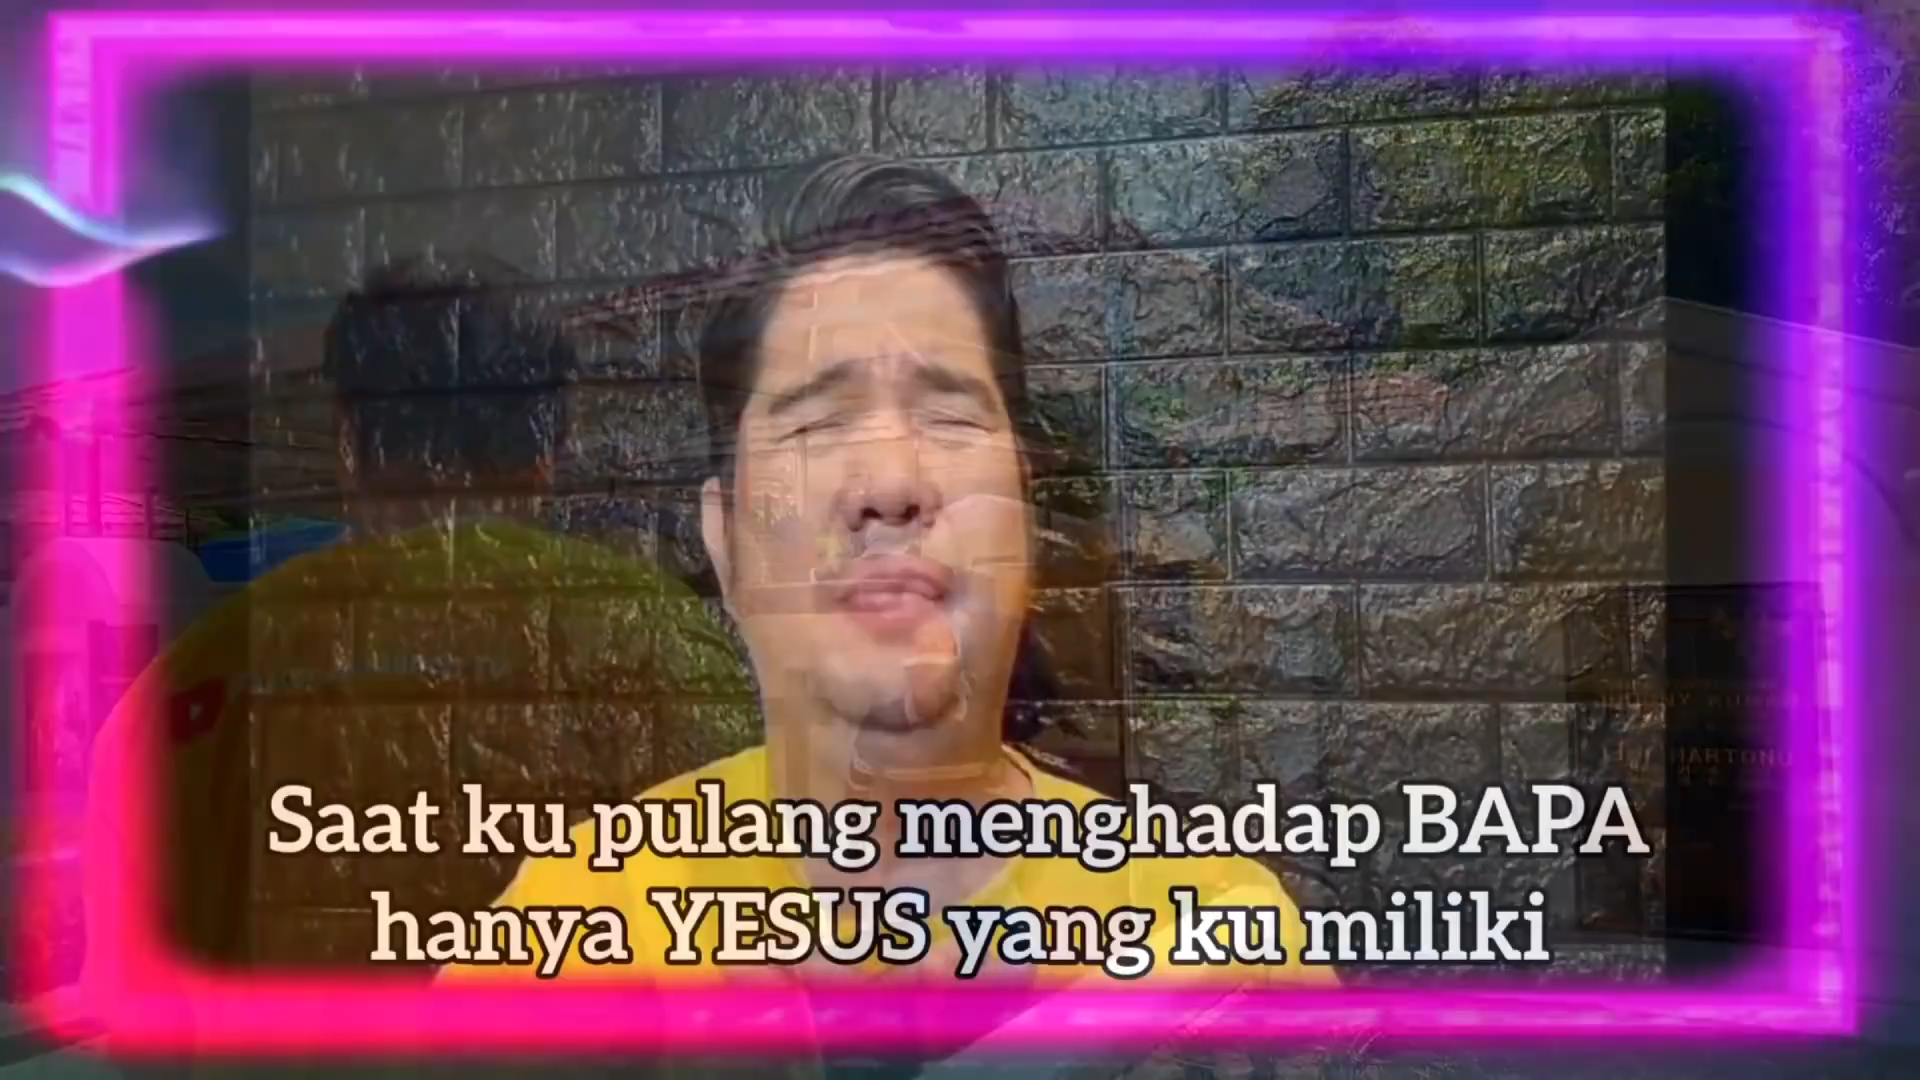 Saat ku pulang menghadap BAPA
hanya YESUS yang ku miliki